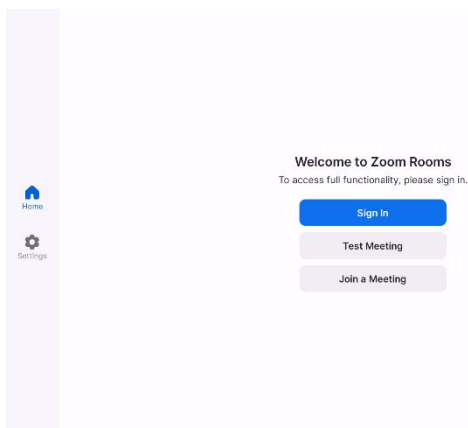 Home
Settings
Welcome to Zoom Rooms
To access full functionality, please sign in.
Sign In
Test Meeting
Join a Meeting